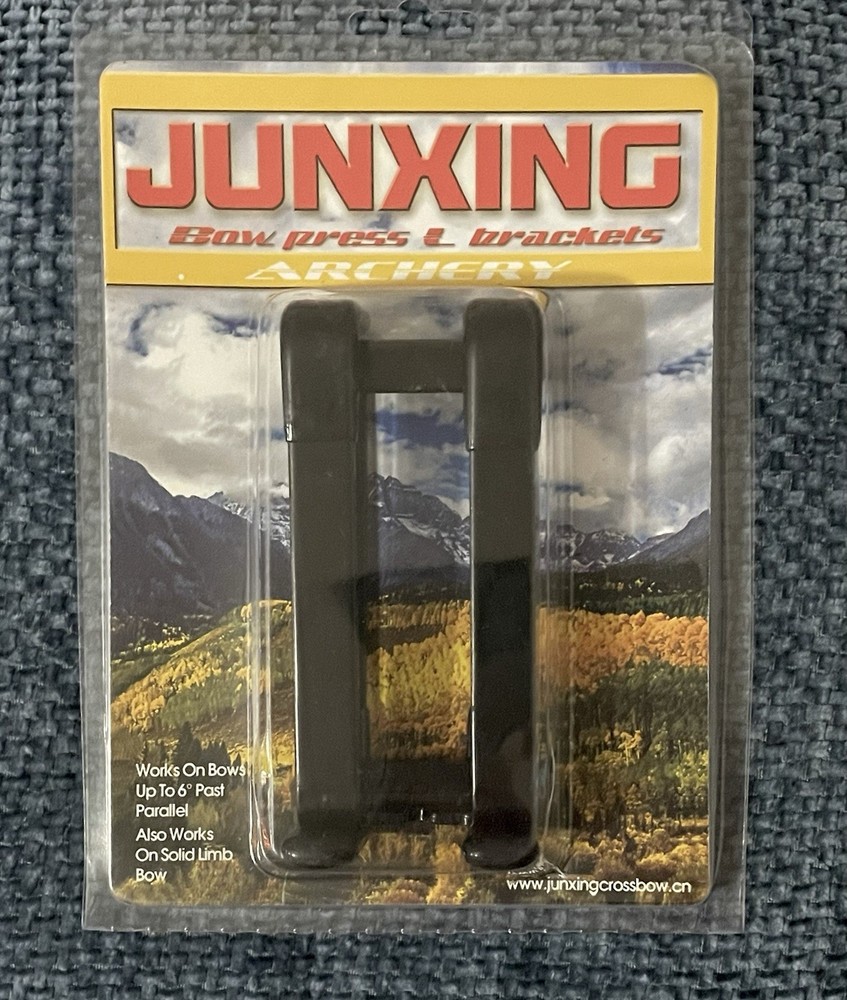 JUNXING
Bow press L brackets
ARCHERY
Works On Bows
Up To 6° Past
Parallel
Also Works
On Solid Limb
Bow
www.junxingcrossbow.cn